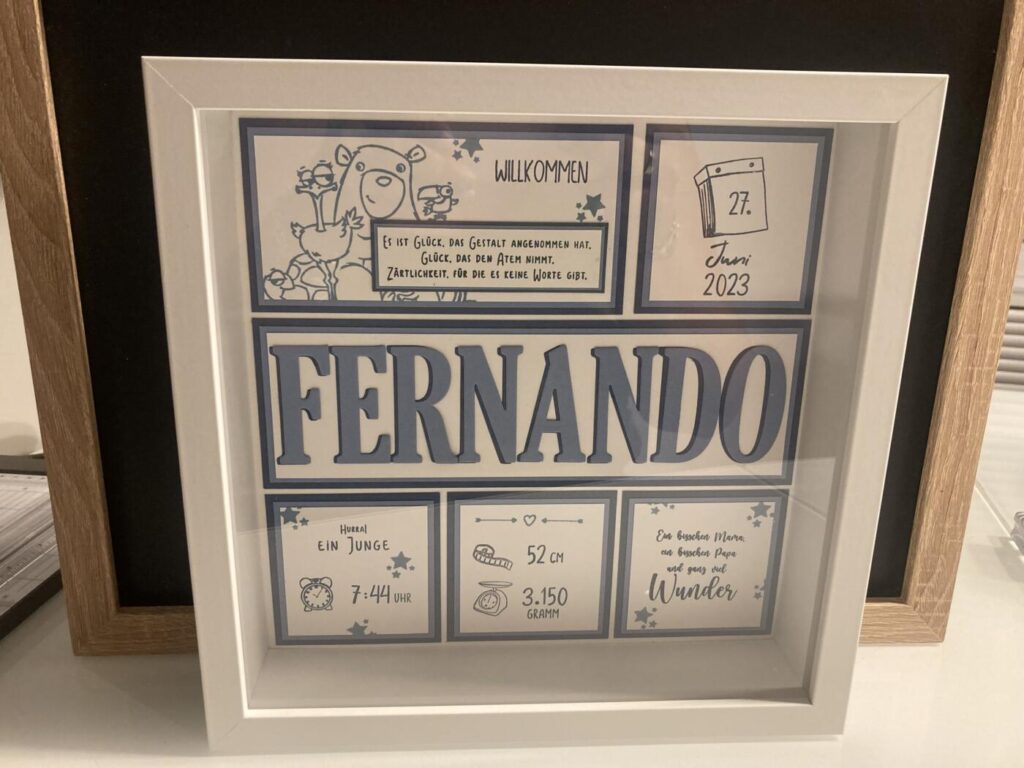 WILLKOMMEN
ES IST GLÜCK, DAS GESTALT ANGENOMMEN HAT.
GLÜCK, DAS DEN ATEM NIMMT.
ZÄRTLICHKEIT, FÜR DIE ES KEINE WORTE GIBT.
27.
Juni
2023
FERNANDO
HURRA!
EIN JUNGE
7:44 UHR
52 CM
3.150
GRAMM
Ein bisschen Mama,
ein bisschen Papa
und ganz viel
Wunder